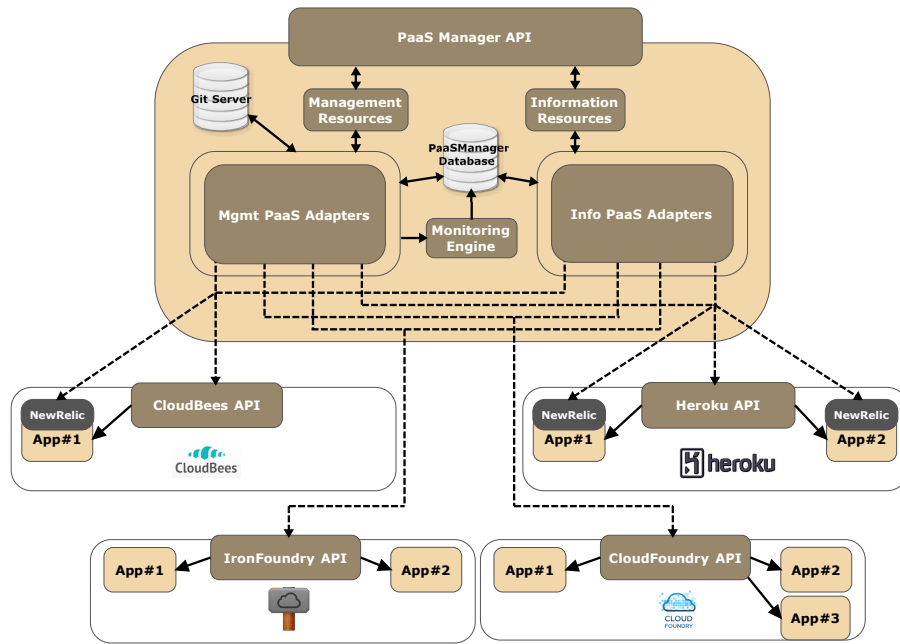 PaaS Manager API
Git Server
Management
Resources
Information
Resources
PaaSManager
Database
Mgmt PaaS Adapters
Info PaaS Adapters
Monitoring
Engine
NewRelic
App#1
CloudBees API
CloudBees
NewRelic
App#1
Heroku API
NewRelic
App#2
heroku
App#1
IronFoundry API
App#2
App#1
CloudFoundry API
App#2
App#3
CLOUD
FOUNDRY